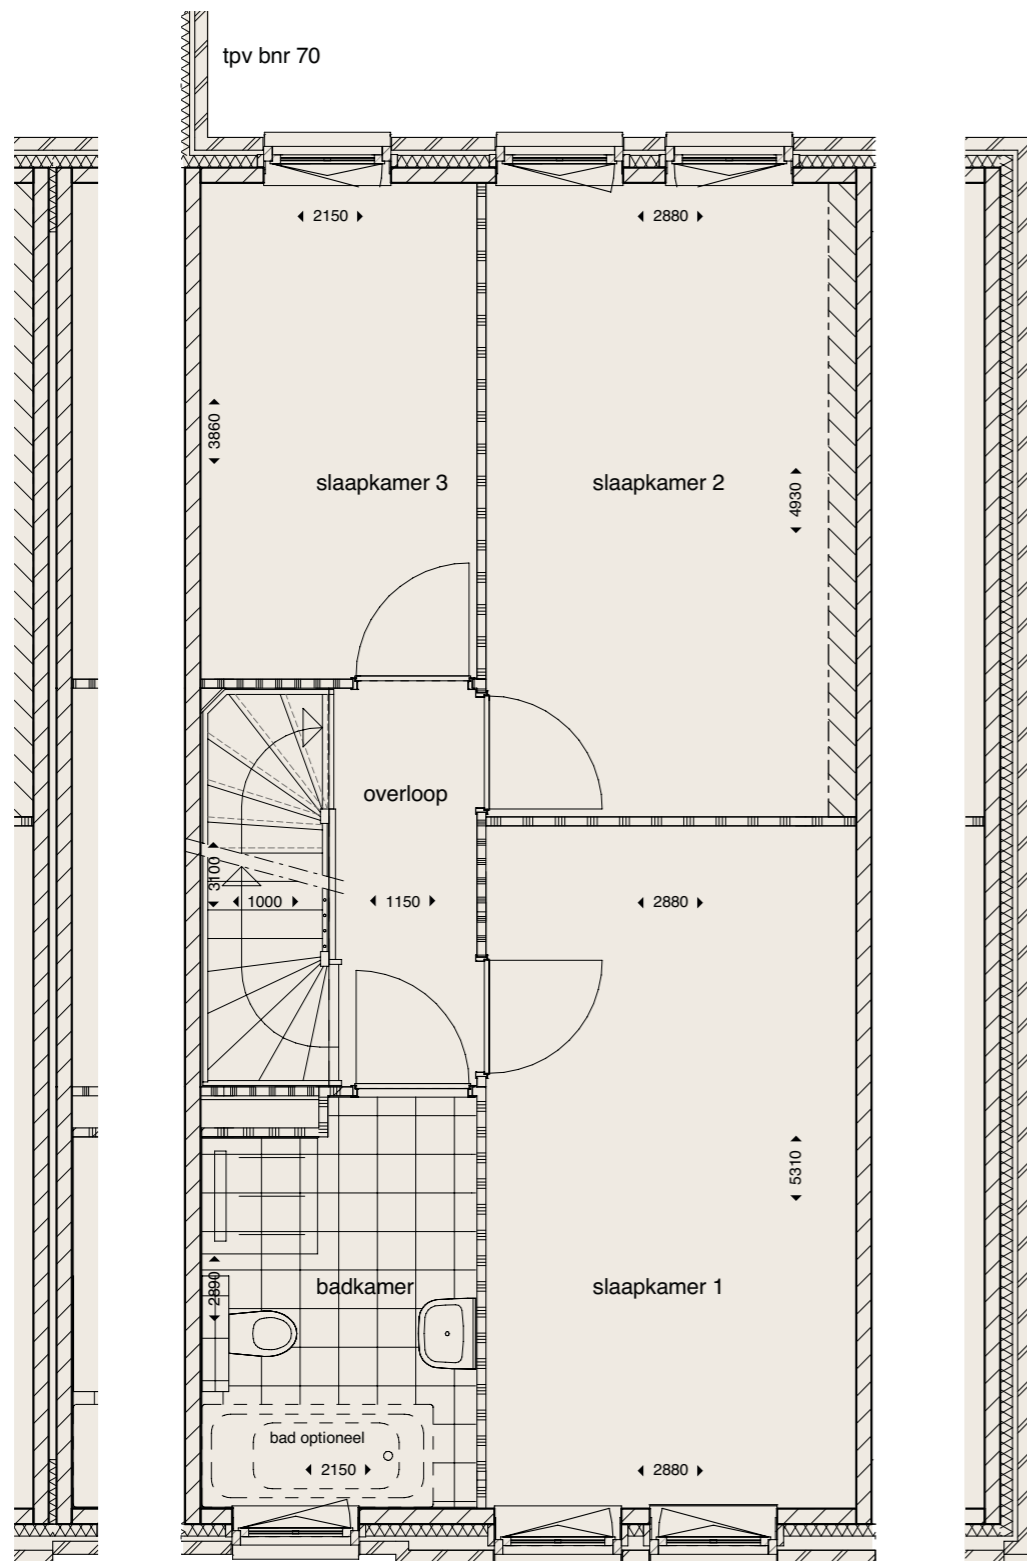 tpv bnr 70
2150
2880
3860
slaapkamer 3
slaapkamer 2
4930
overloop
3100
1000
1150
2880
5310
2890
badkamer
slaapkamer 1
bad optioneel
2150
2880